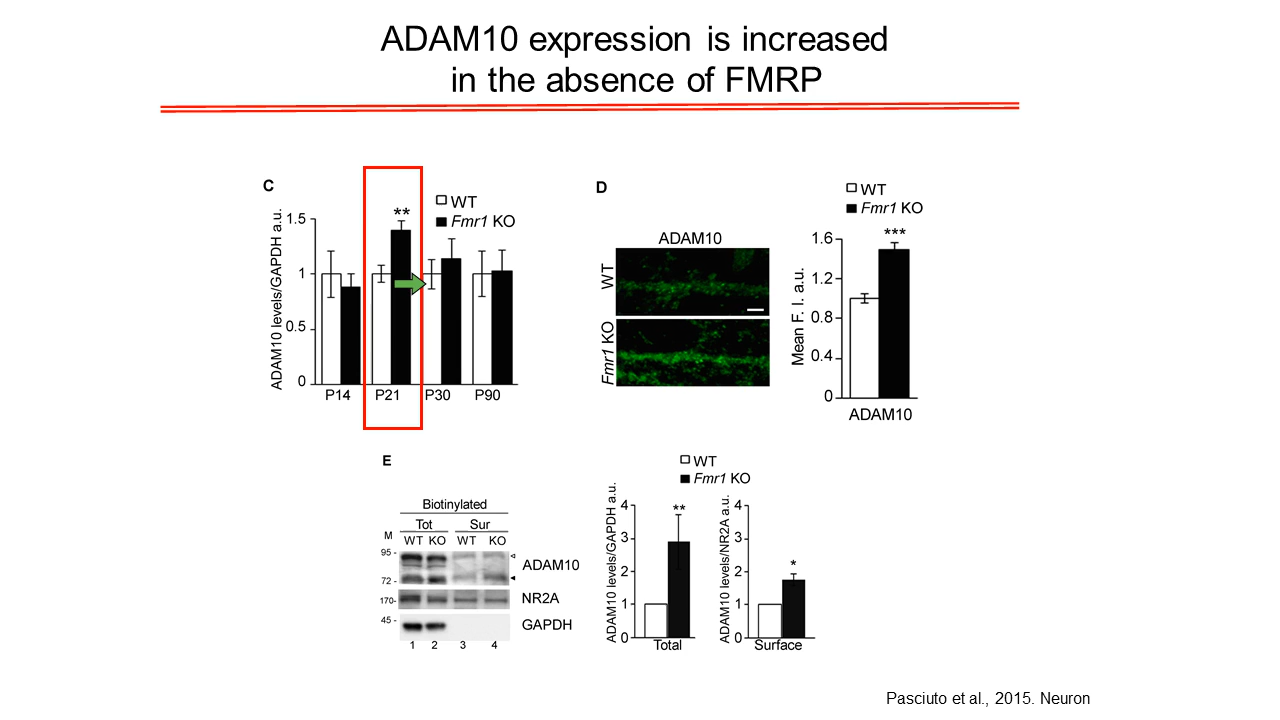 ADAM10 expression is increased
in the absence of FMRP
C
WT
Fmr1 KO
**
ADAM10 levels/GAPDH a.u.
1.5
1
0.5
0
P14 P21 P30 P90
D
ADAM10
WT
Fmr1 KO
WT
Fmr1 KO
***
Mean F. I. a.u.
1.6
1.2
0.8
0.4
0
ADAM10
E
Biotinylated
Tot Sur
M WT KO WT KO
95 -
72 -
ADAM10
170-
NR2A
45 -
GAPDH
1 2 3 4
WT
Fmr1 KO
ADAM10 levels/GAPDH a.u.
4
3
2
1
0
**
Total
ADAM10 levels/NR2A a.u.
4
3
2
1
0
*
Surface
Pasciuto et al., 2015. Neuron